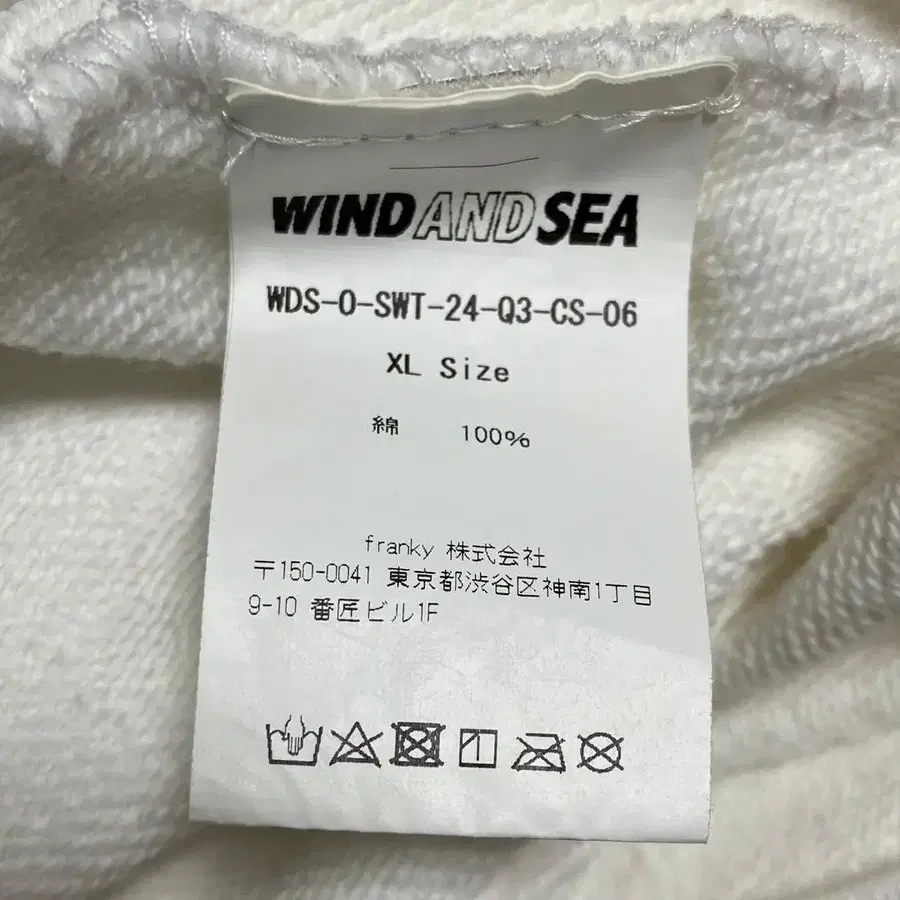 WINDANDSEA
WDS-O-SWT-24-Q3-CS-06
XL Size
綿 100%
franky 株式会社
〒150-0041 東京都渋谷区神南1丁目
9-10 番匠ビル1F